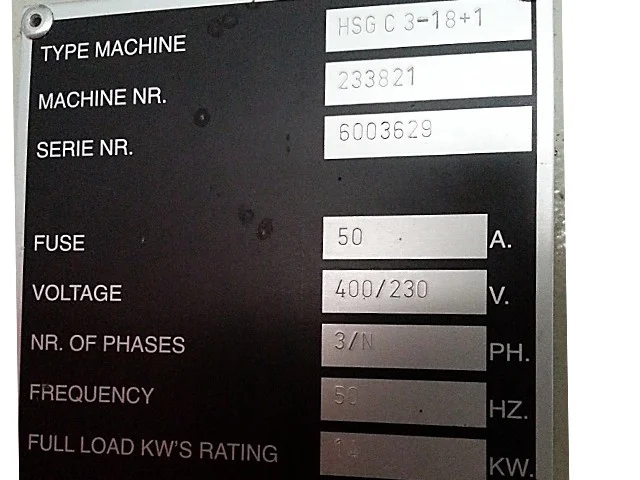 TYPE MACHINE HSG C 3-18+1
MACHINE NR. 233821
SERIE NR. 6003629
FUSE 50 A.
VOLTAGE 400/230 V.
NR. OF PHASES 3/N PH.
FREQUENCY 50 HZ.
FULL LOAD KW'S RATING KW.